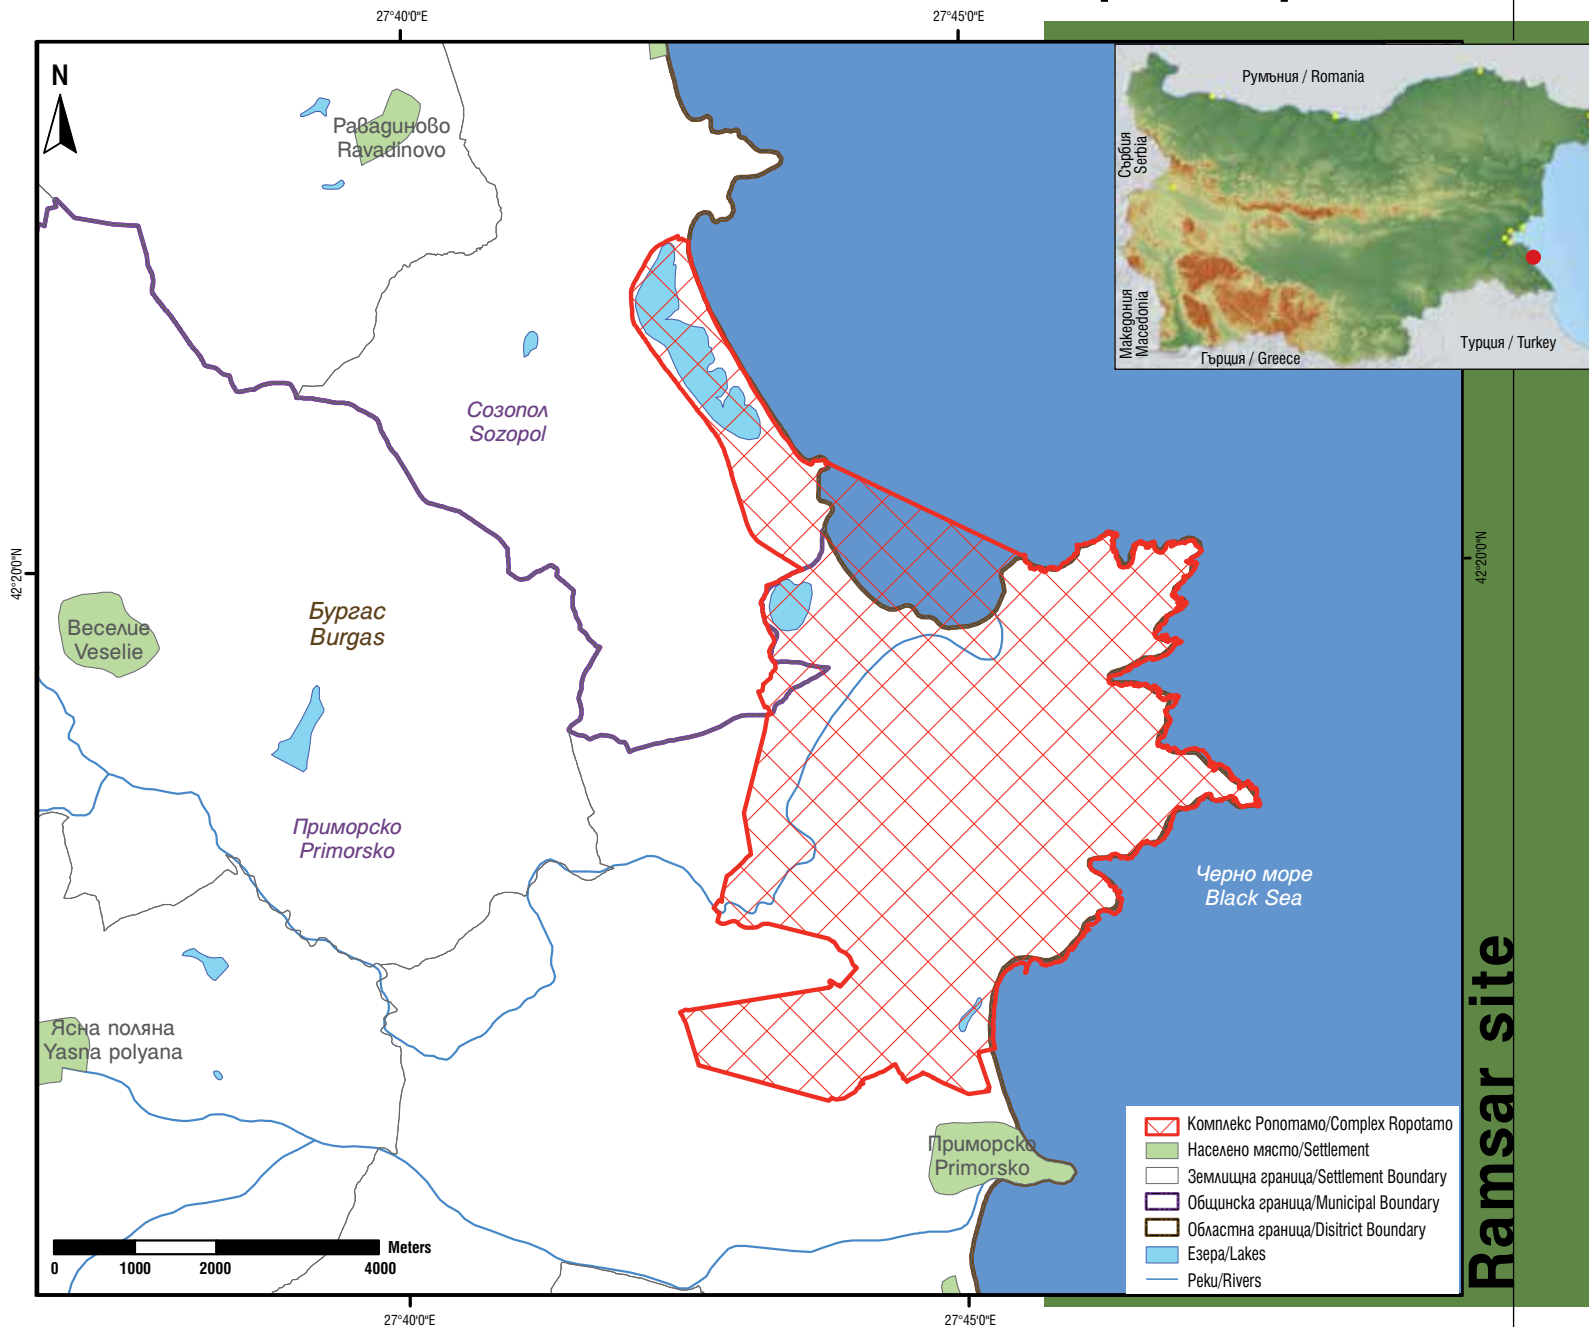 27°40'0"E
27°45'0"E
N
Румъния / Romania
Сърбия
Serbia
Македония
Macedonia
Гърция / Greece
Турция / Turkey
Равадиново
Ravadinovo
Созопол
Sozopol
42°20'0"N
42°20'0"N
Бургас
Burgas
Веселие
Veselie
Приморско
Primorsko
Черно море
Black Sea
Ясна поляна
Yasna polyana
Приморско
Primorsko
Ramsar site
Комплекс Ропотамо/Complex Ropotamo
Населено място/Settlement
Землищна граница/Settlement Boundary
Общинска граница/Municipal Boundary
Областна граница/Disitrict Boundary
Езера/Lakes
Реки/Rivers
Meters
0 1000 2000 4000
27°40'0"E
27°45'0"E